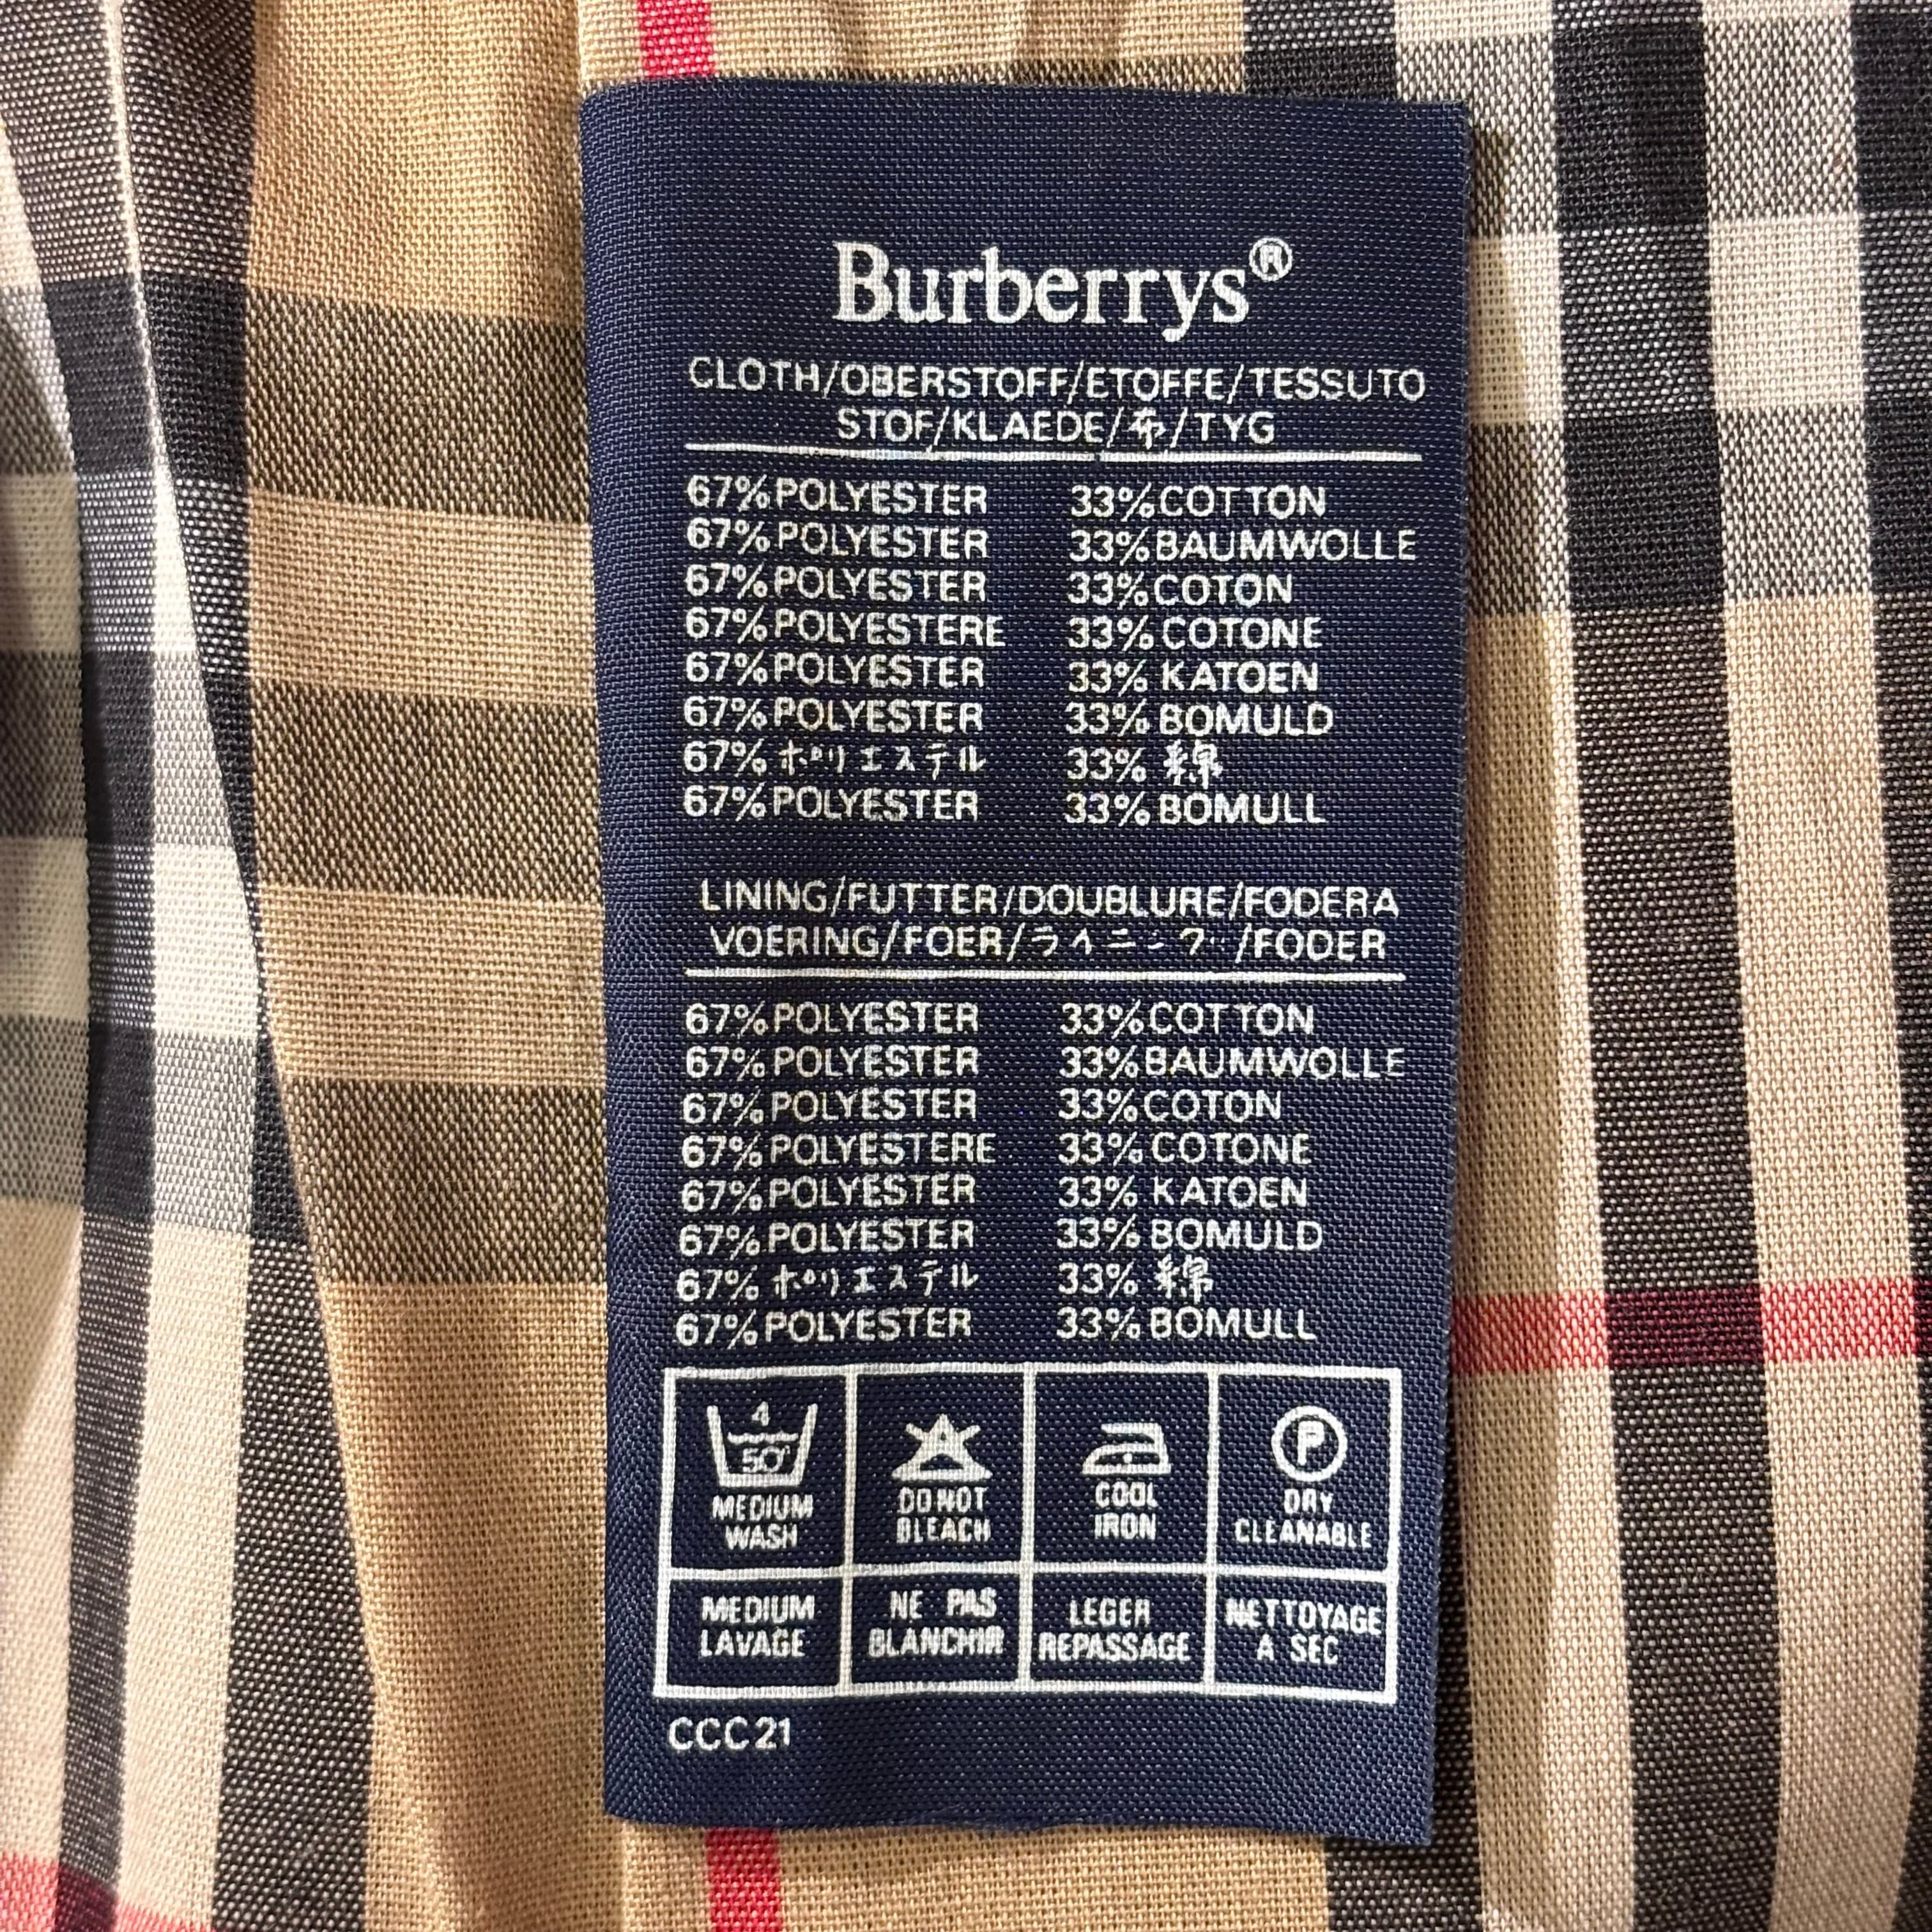 Burberrys®
CLOTH/OBERSTOFF/ETOFFE/TESSUTO
STOF/KLAEDE/布/TYG
67% POLYESTER 33% COTTON
67% POLYESTER 33% BAUMWOLLE
67% POLYESTER 33% COTON
67% POLYESTERE 33% COTONE
67% POLYESTER 33% KATOEN
67% POLYESTER 33% BOMULD
67% ポリエステル 33% 綿
67% POLYESTER 33% BOMULL
LINING/FUTTER/DOUBLURE/FODERA
VOERING/FOER/ライニング/FODER
67% POLYESTER 33% COTTON
67% POLYESTER 33% BAUMWOLLE
67% POLYESTER 33% COTON
67% POLYESTERE 33% COTONE
67% POLYESTER 33% KATOEN
67% POLYESTER 33% BOMULD
67% ポリエステル 33% 綿
67% POLYESTER 33% BOMULL
4
50° P
MEDIUM DO NOT COOL DRY
WASH BLEACH IRON CLEANABLE
MEDIUM NE PAS LEGER NETTOYAGE
LAVAGE BLANCHIR REPASSAGE A SEC
CCC21